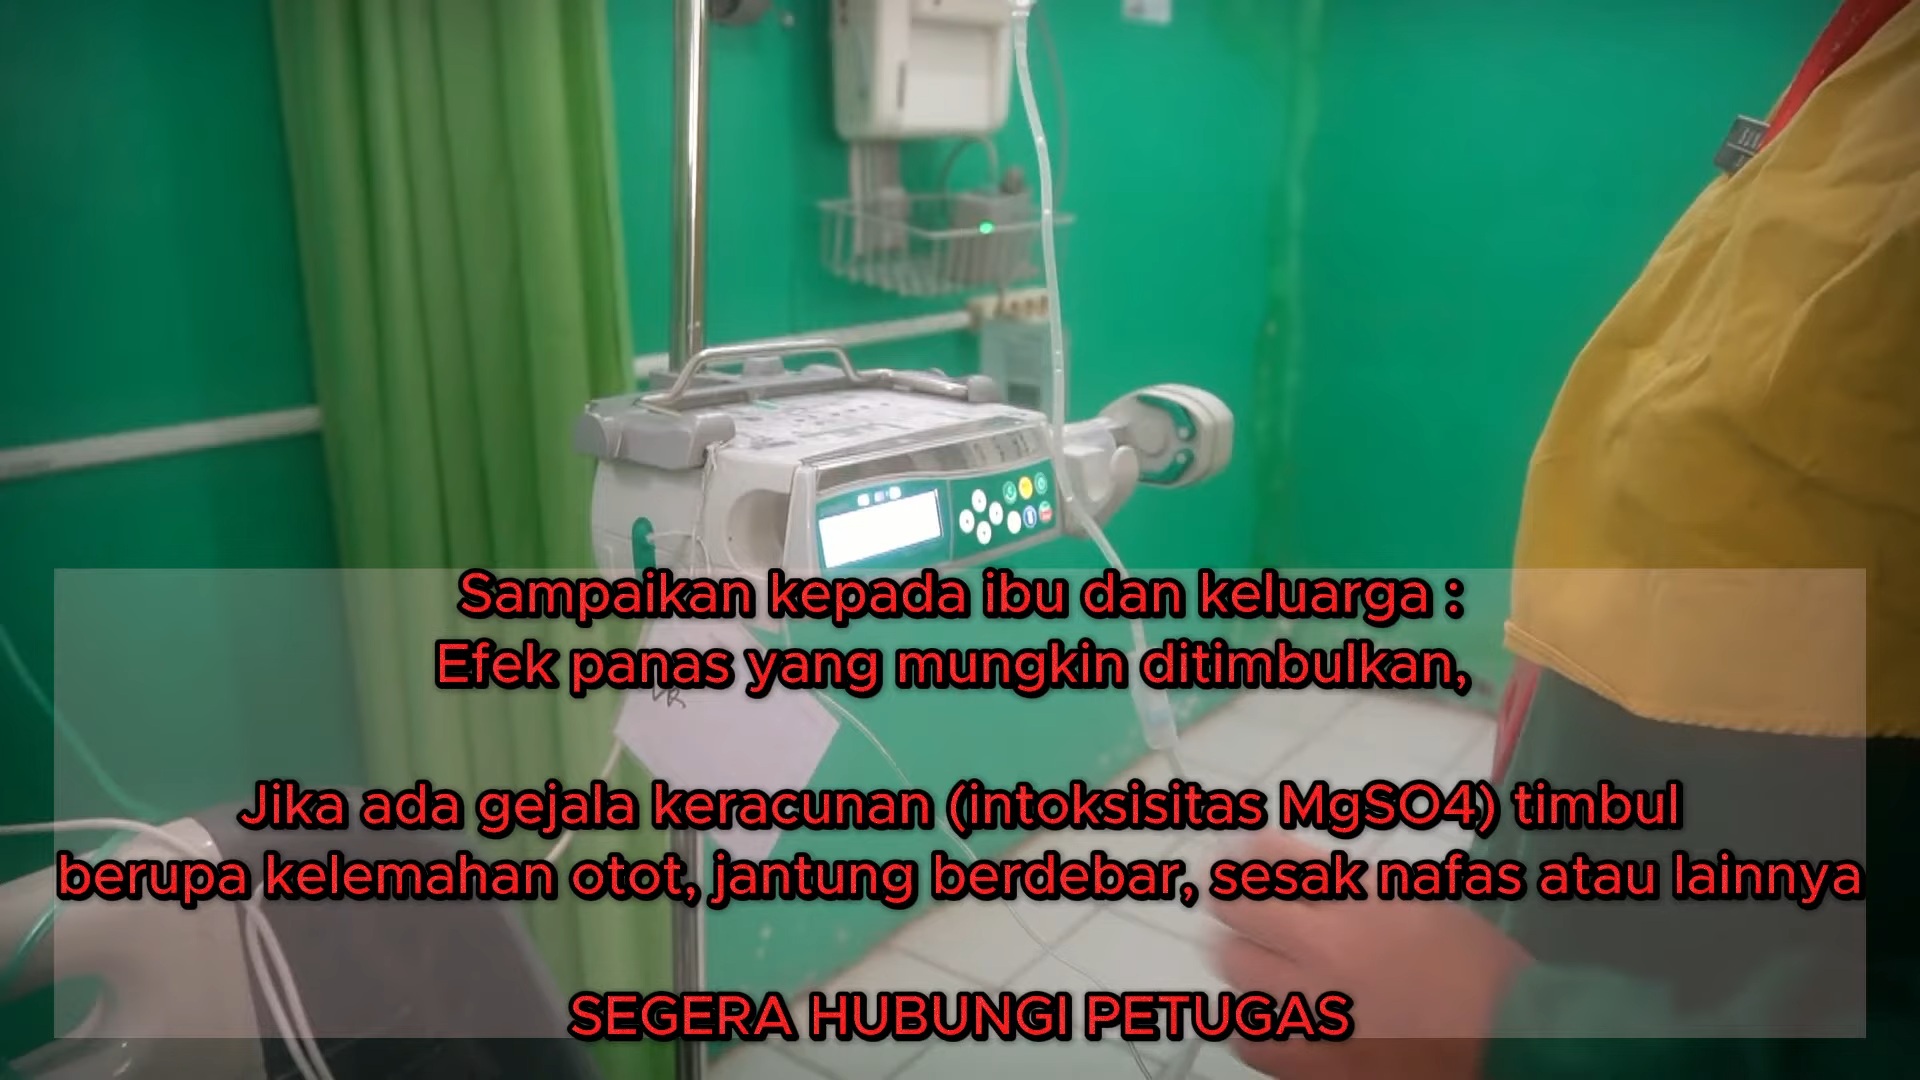 Sampaikan kepada ibu dan keluarga :
Efek panas yang mungkin ditimbulkan,
Jika ada gejala keracunan (intoksisitas MgSO4) timbul
berupa kelemahan otot, jantung berdebar, sesak nafas atau lainnya
SEGERA HUBUNGI PETUGAS